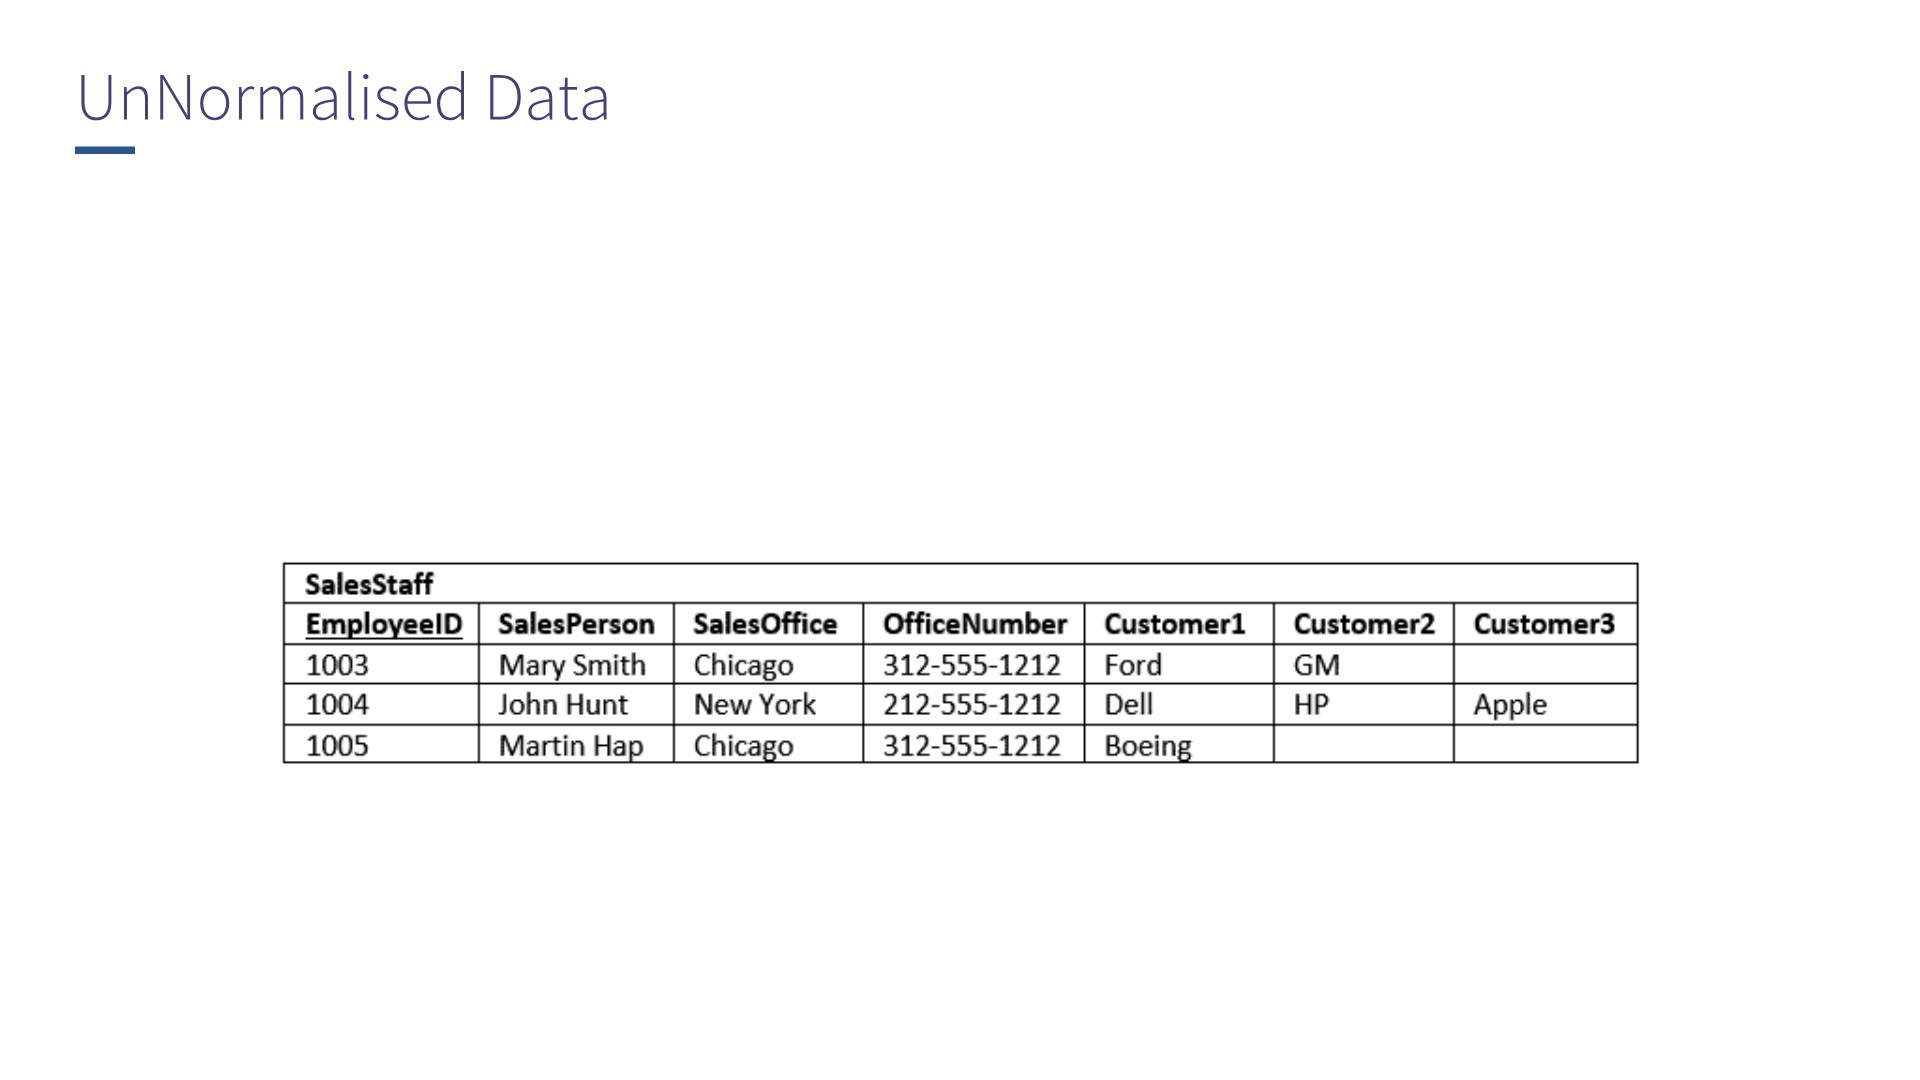 UnNormalised Data
SalesStaff
EmployeeID SalesPerson SalesOffice OfficeNumber Customer1 Customer2 Customer3
1003 Mary Smith Chicago 312-555-1212 Ford GM
1004 John Hunt New York 212-555-1212 Dell HP Apple
1005 Martin Hap Chicago 312-555-1212 Boeing